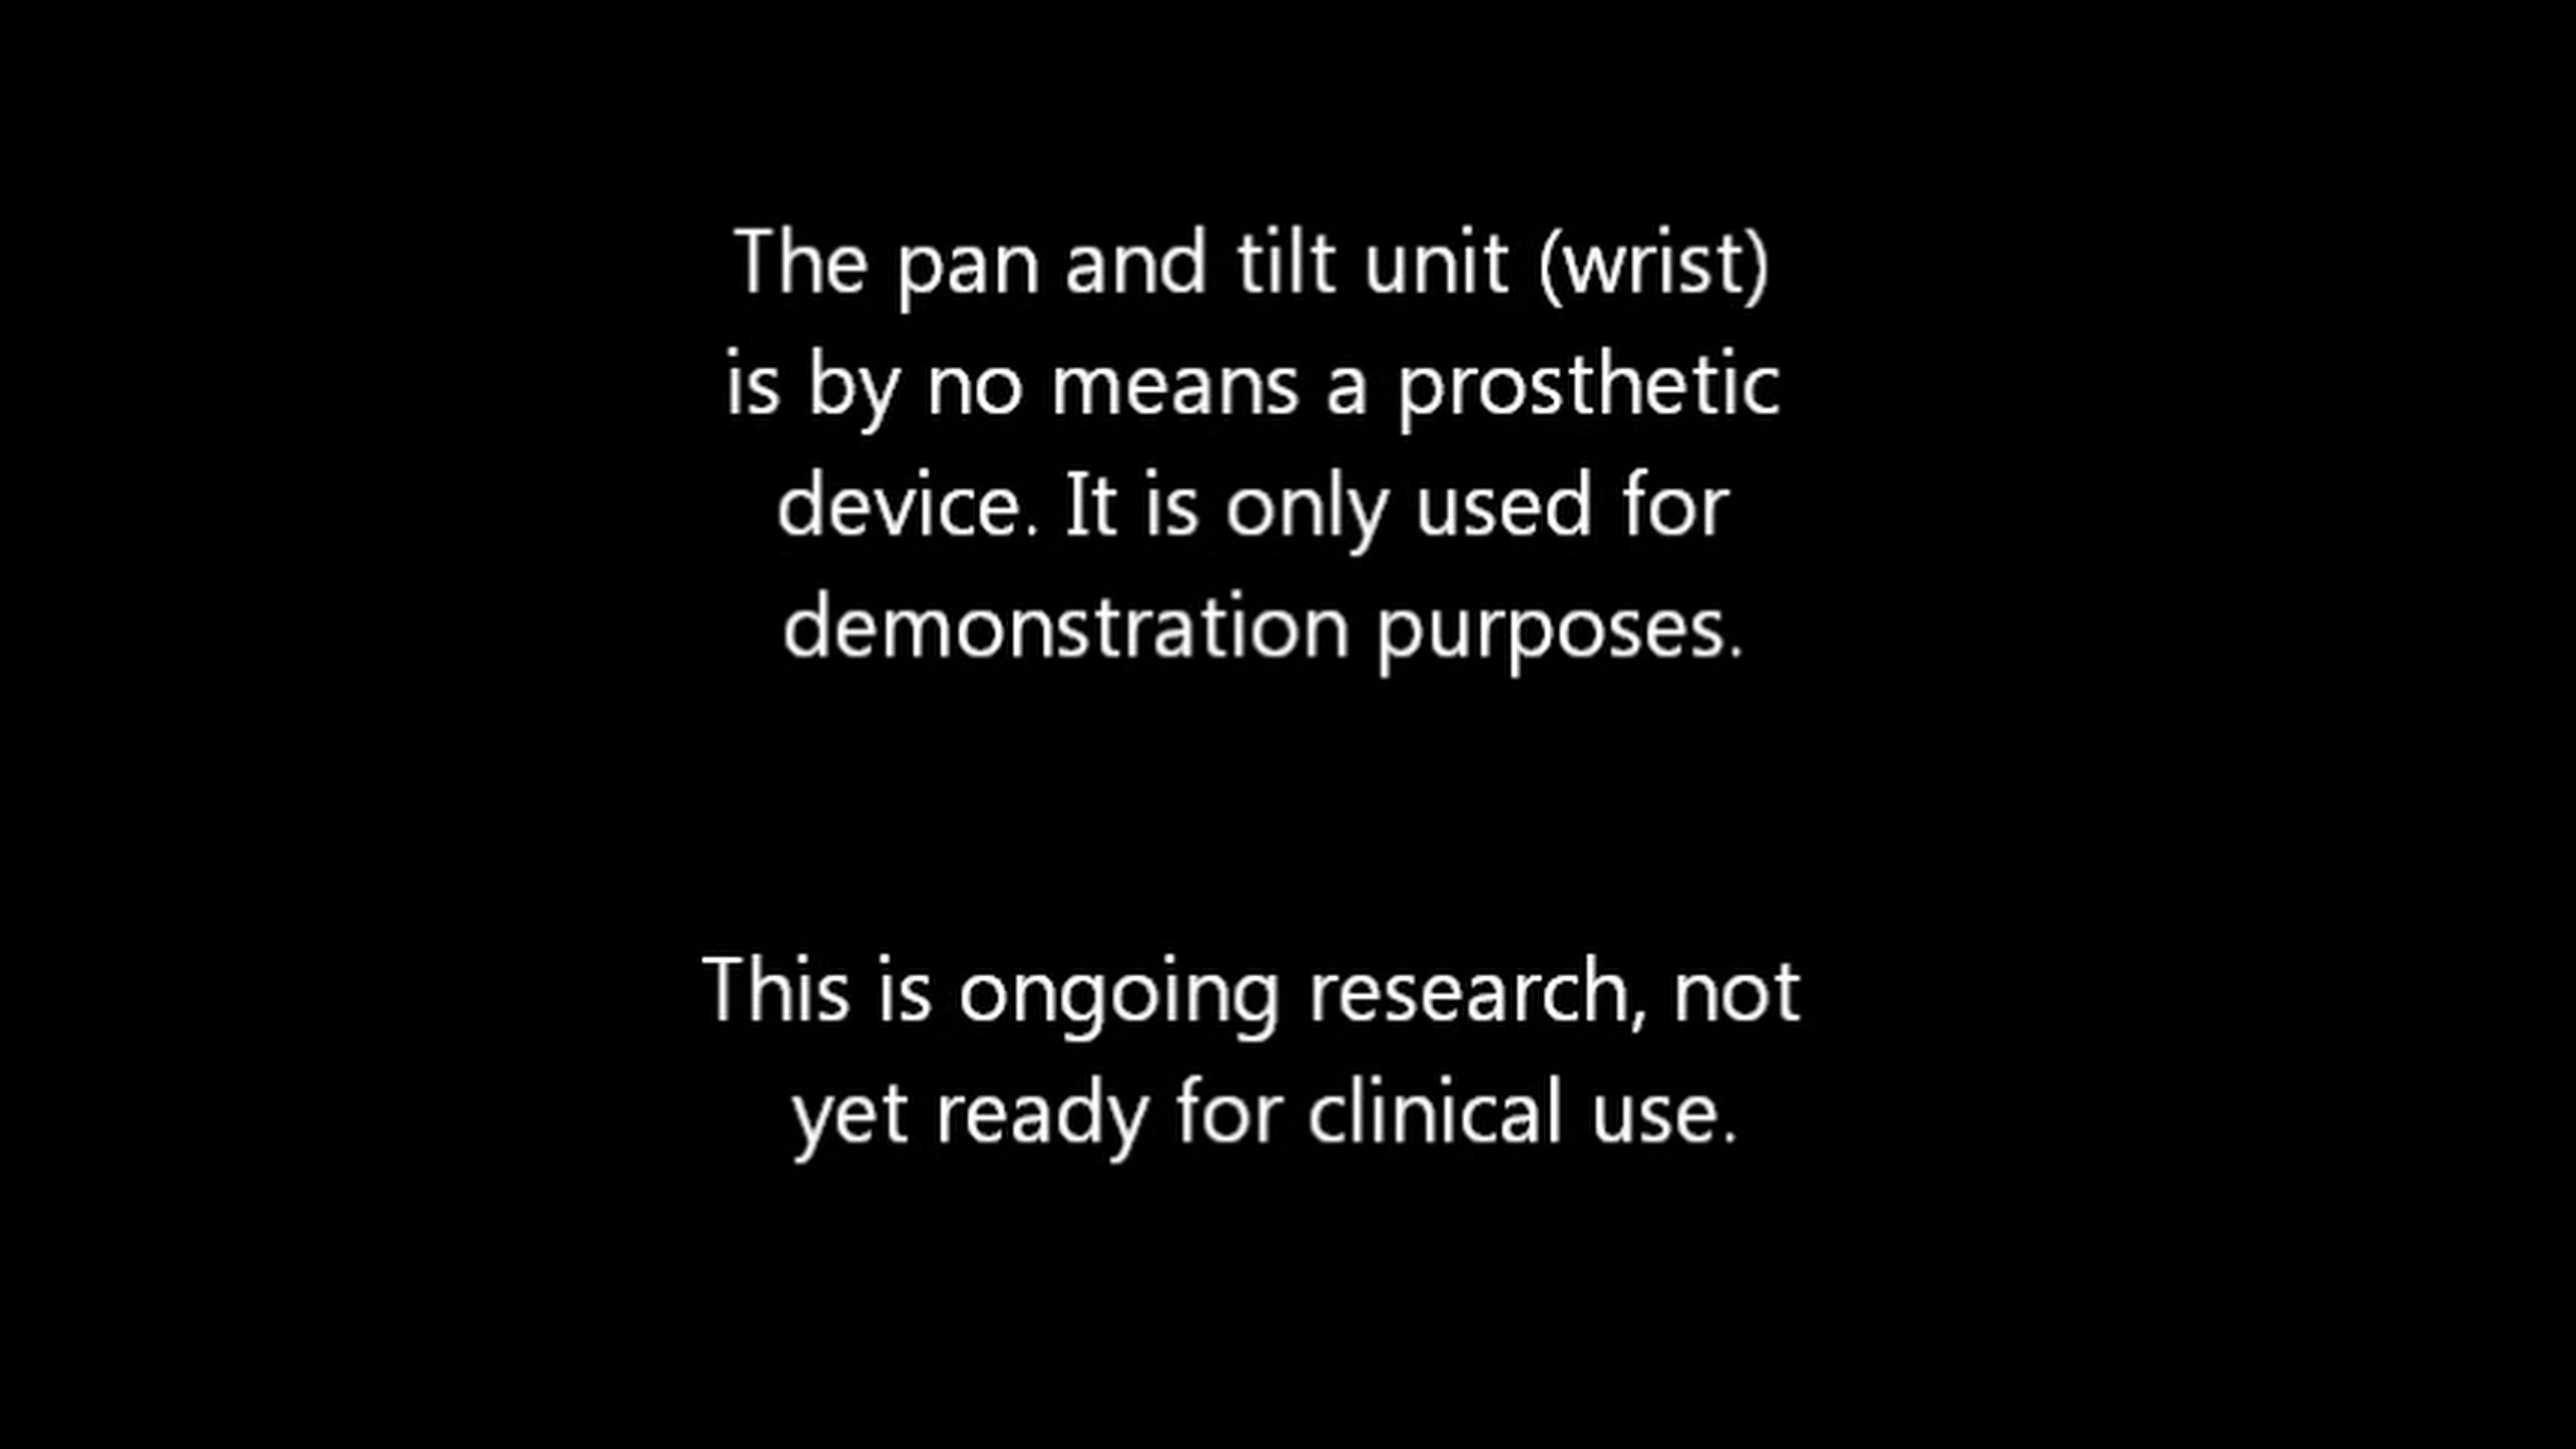 The pan and tilt unit (wrist)
is by no means a prosthetic
device. It is only used for
demonstration purposes.
This is ongoing research, not
yet ready for clinical use.